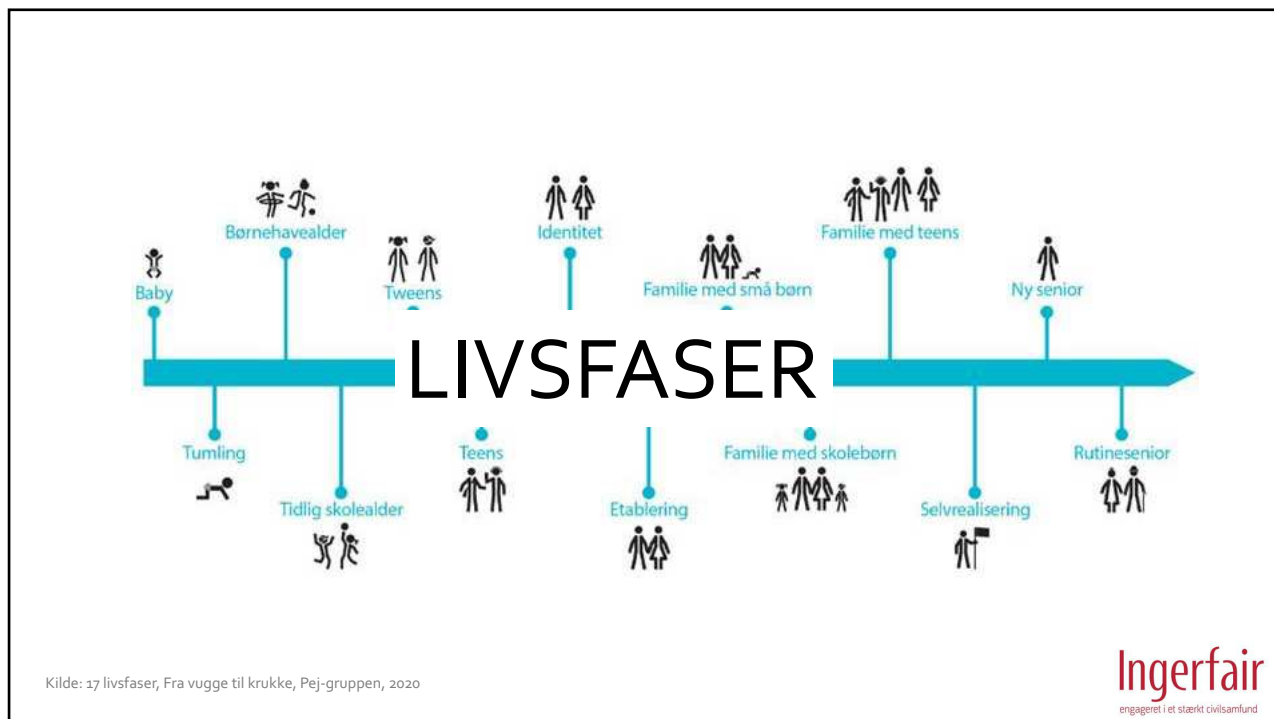 Børnehavealder
Identitet
Familie med teens
Baby
Tweens
Familie med små børn
Ny senior
LIVSFASER
Tumling
Teens
Familie med skolebørn
Rutinesenior
Tidlig skolealder
Etablering
Selvrealisering
Kilde: 17 livsfaser, Fra vugge til krukke, Pej-gruppen, 2020
Ingerfair
engageret i et stærkt civilsamfund